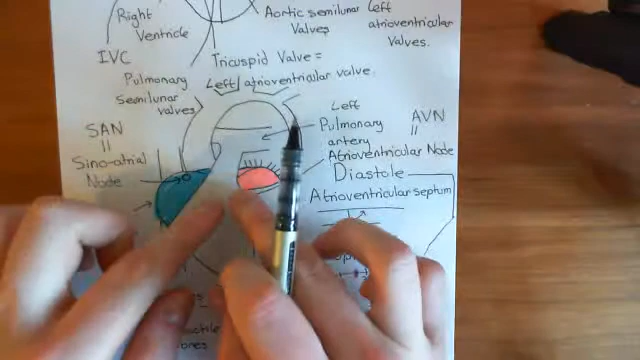 Right
Ventricle
IVC
Aortic semilunar
Valves
Left
atrioventricular
Valves.
Tricuspid Valve =
Left/atrioventricular valve.
Pulmonary
Semilunar valves
SAN
=
Sino-atrial
Node
Left
Pulmonary
artery
AVN
=
Atrioventricular Node
Diastole
Atrioventricular septum